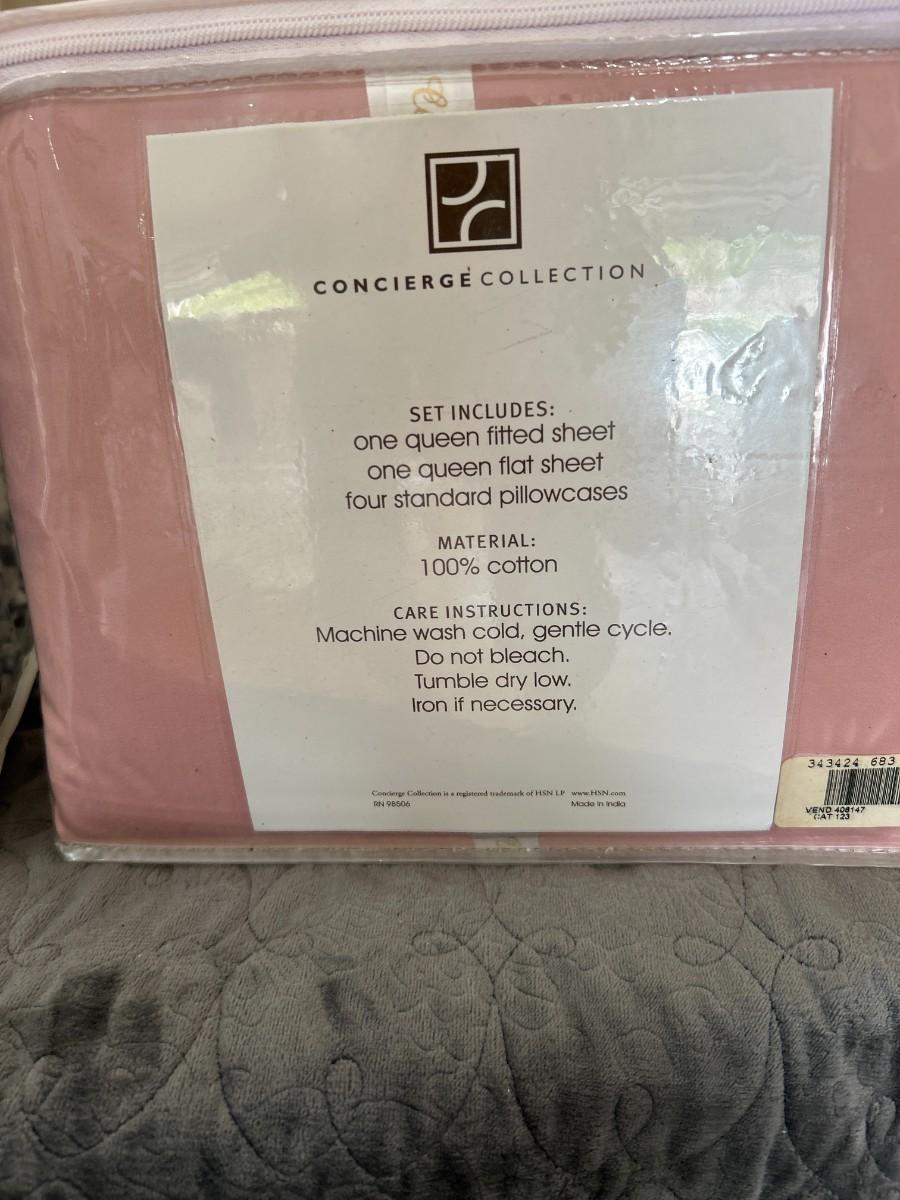 CONCIERGE COLLECTION
SET INCLUDES:
one queen fitted sheet
one queen flat sheet
four standard pillowcases
MATERIAL:
100% cotton
CARE INSTRUCTIONS:
Machine wash cold, gentle cycle.
Do not bleach.
Tumble dry low.
Iron if necessary.
Concierge Collection is a registered trademark of HSN LP www.HSN.com
RN 98506 Made in India
343424 683
VEND 408147
CAT 123